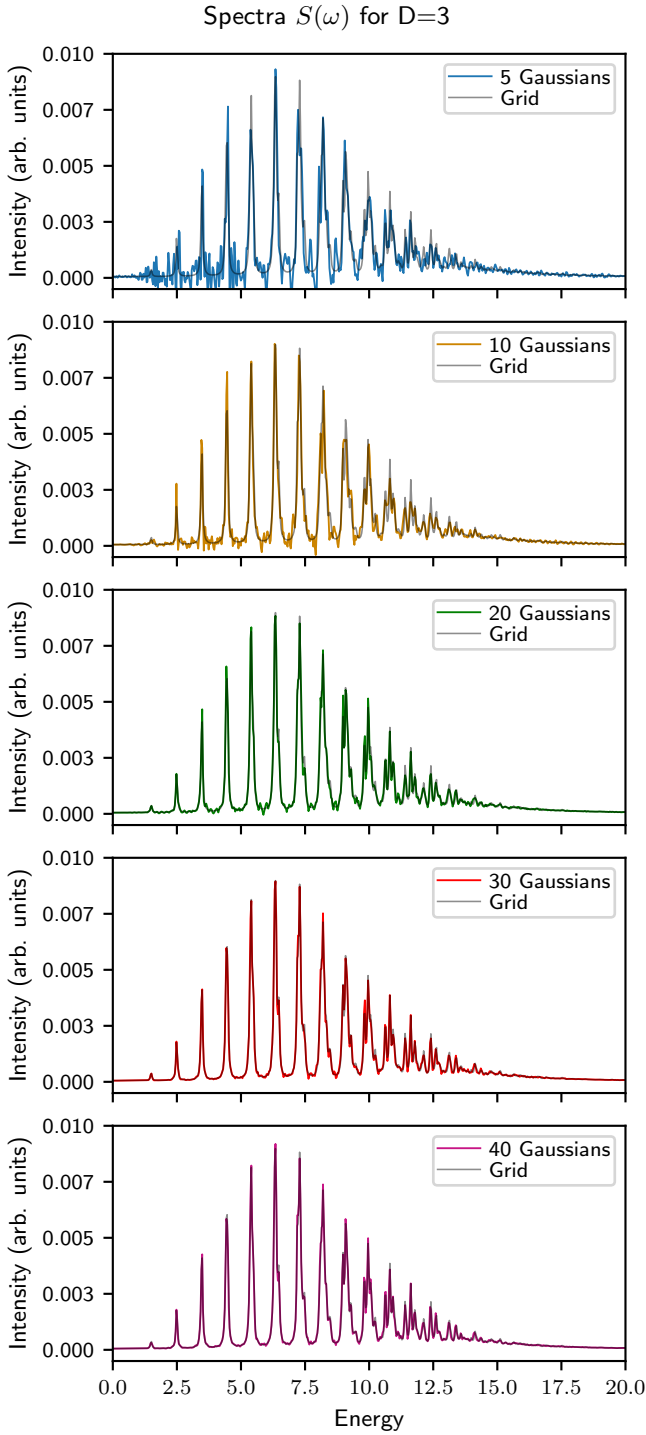 Spectra S(ω) for D=3
0.010
0.007
0.005
0.003
0.000
Intensity (arb. units)
5 Gaussians
Grid
0.010
0.007
0.005
0.003
0.000
Intensity (arb. units)
10 Gaussians
Grid
0.010
0.007
0.005
0.003
0.000
Intensity (arb. units)
20 Gaussians
Grid
0.010
0.007
0.005
0.003
0.000
Intensity (arb. units)
30 Gaussians
Grid
0.010
0.007
0.005
0.003
0.000
Intensity (arb. units)
40 Gaussians
Grid
0.0 2.5 5.0 7.5 10.0 12.5 15.0 17.5 20.0
Energy